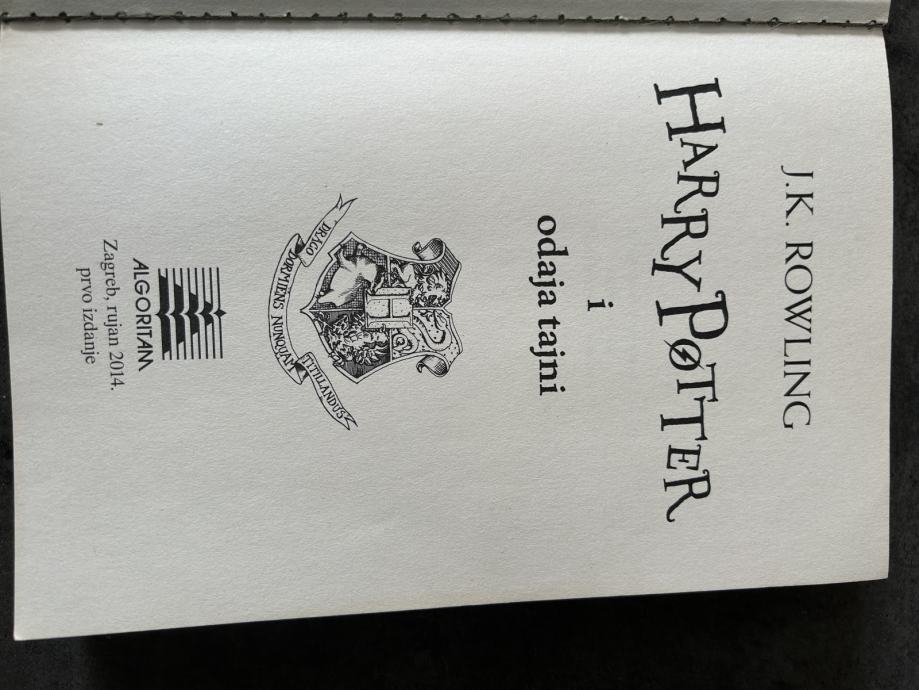 J.K. ROWLING
HARRY POTTER
i
odaja tajni
DRACO DORMIENS NUNQUAM TITILLANDUS
ALGORITAM
Zagreb, rujan 2014.
prvo izdanje